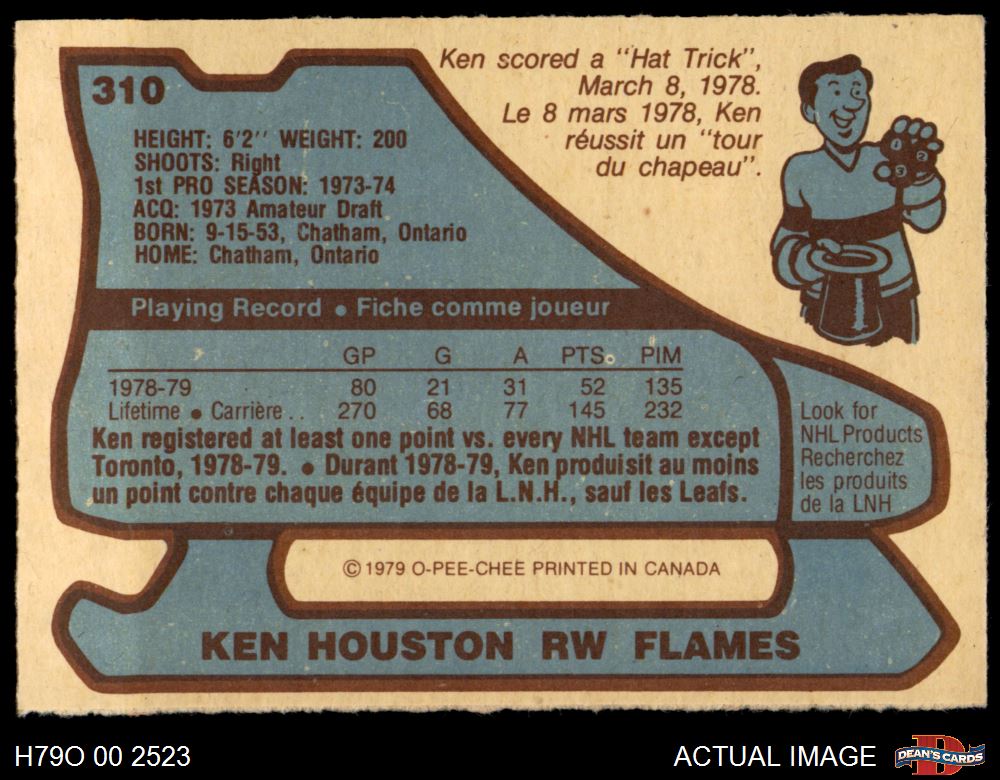 310
Ken scored a "Hat Trick",
March 8, 1978.
Le 8 mars 1978, Ken
réussit un "tour
du chapeau".
1 2
3
HEIGHT: 6'2'' WEIGHT: 200
SHOOTS: Right
1st PRO SEASON: 1973-74
ACQ: 1973 Amateur Draft
BORN: 9-15-53, Chatham, Ontario
HOME: Chatham, Ontario
Playing Record • Fiche comme joueur
GP G A PTS. PIM
1978-79 80 21 31 52 135
Lifetime • Carrière . . 270 68 77 145 232
Ken registered at least one point vs. every NHL team except
Toronto, 1978-79. • Durant 1978-79, Ken produisit au moins
un point contre chaque équipe de la L.N.H., sauf les Leafs.
Look for
NHL Products
Recherchez
les produits
de la LNH
© 1979 O-PEE-CHEE PRINTED IN CANADA
KEN HOUSTON RW FLAMES
H79O 00 2523
ACTUAL IMAGE
D
DEAN'S CARDS